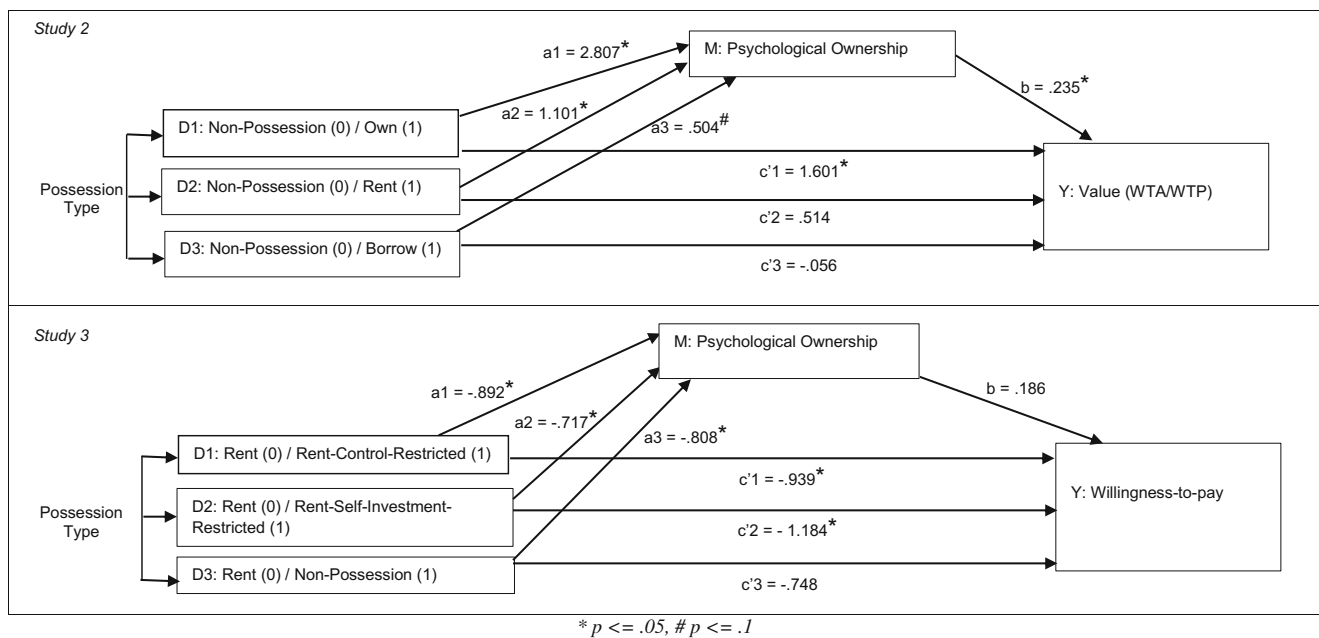 Study 2
M: Psychological Ownership
a1 = 2.807*
b = .235*
a2 = 1.101*
D1: Non-Possession (0) / Own (1)
a3 = .504#
c'1 = 1.601*
Possession
Type
D2: Non-Possession (0) / Rent (1)
Y: Value (WTA/WTP)
c'2 = .514
D3: Non-Possession (0) / Borrow (1)
c'3 = -.056
Study 3
M: Psychological Ownership
a1 = -.892*
b = .186
a2 = -.717*
a3 = -.808*
D1: Rent (0) / Rent-Control-Restricted (1)
c'1 = -.939*
Possession
Type
D2: Rent (0) / Rent-Self-Investment-
Restricted (1)
Y: Willingness-to-pay
c'2 = - 1.184*
D3: Rent (0) / Non-Possession (1)
c'3 = -.748
* p <= .05, # p <= .1